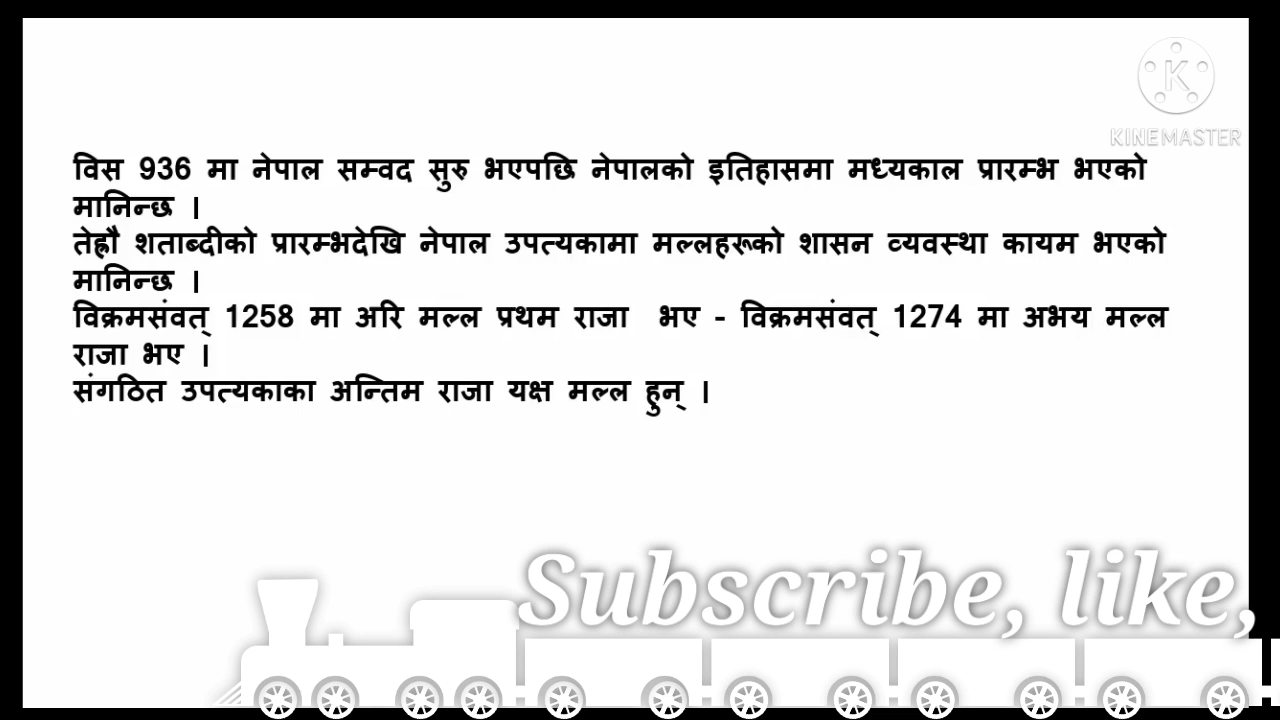 KINEMASTER
विस 936 मा नेपाल सम्वद सुरु भएपछि नेपालको इतिहासमा मध्यकाल प्रारम्भ भएको
मानिन्छ ।
तेह्रौ शताब्दीको प्रारम्भदेखि नेपाल उपत्यकामा मल्लहरूको शासन व्यवस्था कायम भएको
मानिन्छ ।
विक्रमसंवत् 1258 मा अरि मल्ल प्रथम राजा भए - विक्रमसंवत् 1274 मा अभय मल्ल
राजा भए ।
संगठित उपत्यकाका अन्तिम राजा यक्ष मल्ल हुन् ।
Subscribe, like,